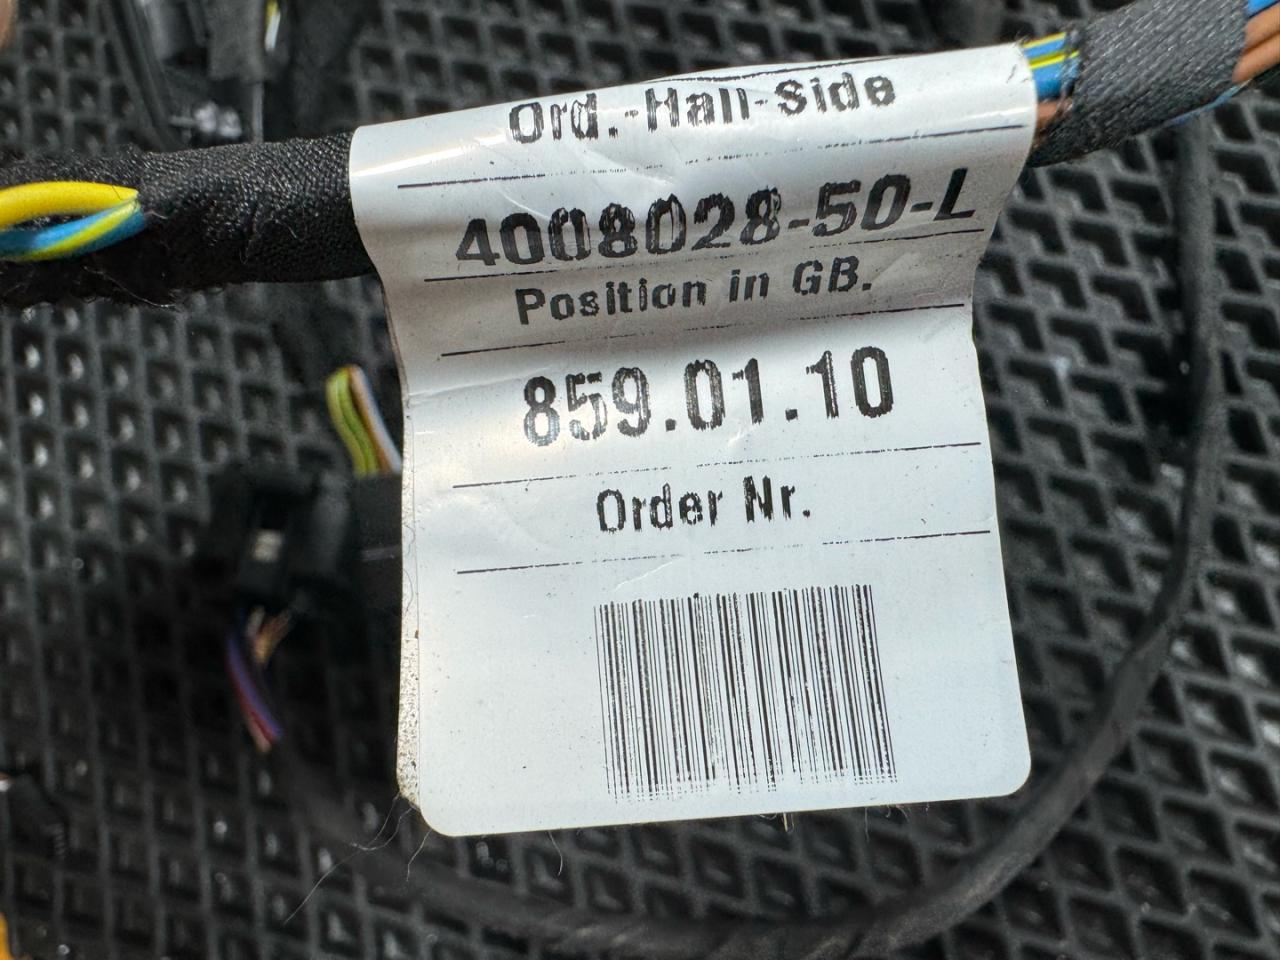 Ord.-Hall-Side
4008028-50-L
Position in GB.
859.01.10
Order Nr.